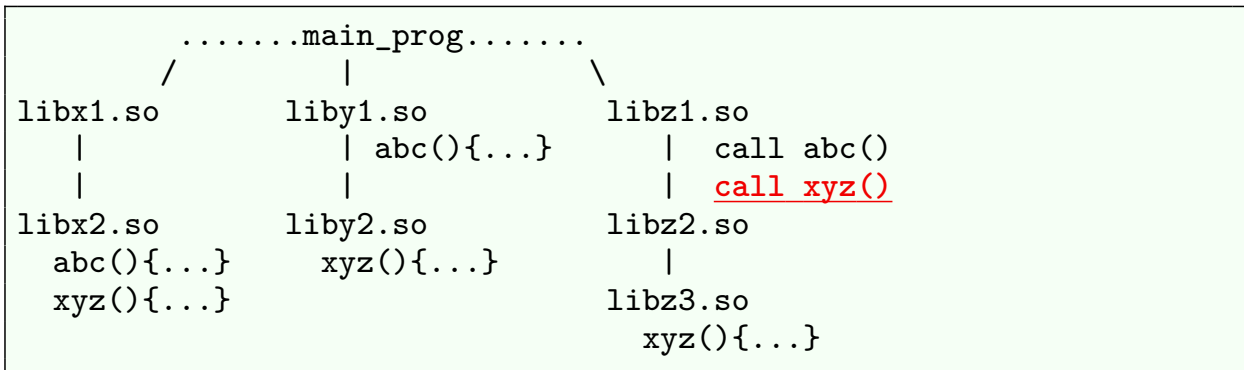 .......main_prog.......
/ | \
libx1.so liby1.so libz1.so
| | abc(){...} | call abc()
| | | call xyz()
libx2.so liby2.so libz2.so
abc(){...} xyz(){...} |
xyz(){...} libz3.so
xyz(){...}